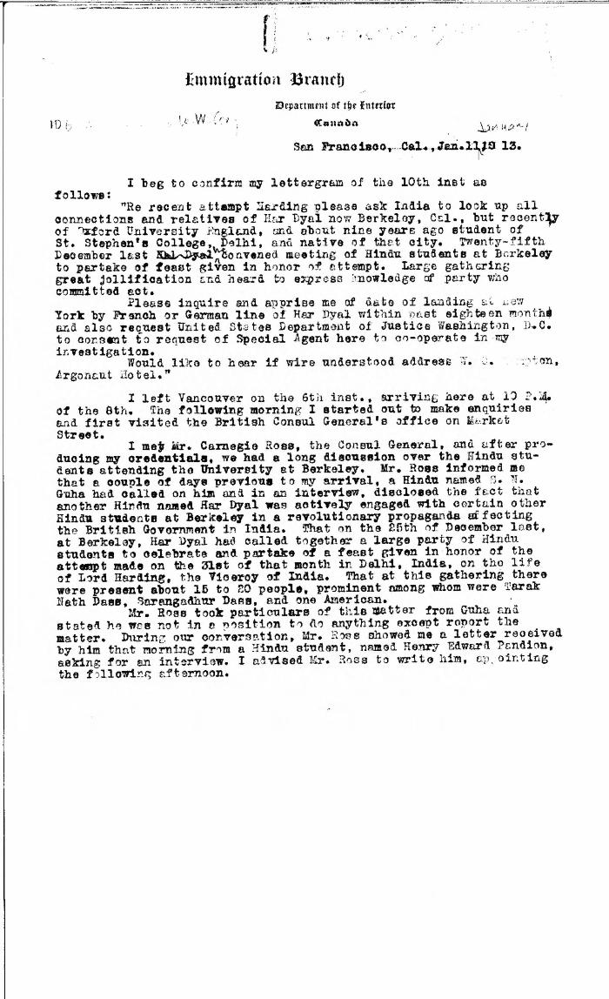 Immigration Branch
Department of the Interior
Canada
January
San Francisco, Cal., Jan. 11, 19 13.
I beg to confirm my lettergram of the 10th inst as
follows:
"Re recent attempt Harding please ask India to look up all
connections and relatives of Har Dyal now Berkeley, Cal., but recently
of Oxford University England, and about nine years ago student of
St. Stephen's College, Delhi, and native of that city. Twenty-fifth
December last Dyal convened meeting of Hindu students at Berkeley
to partake of feast given in honor of attempt. Large gathering
great jollification and heard to express knowledge of party who
committed act.
Please inquire and apprise me of date of landing at New
York by French or German line of Har Dyal within past eighteen months
and also request United States Department of Justice Washington, D.C.
to consent to request of Special Agent here to co-operate in my
investigation.
Would like to hear if wire understood address W. C.
Argonaut Hotel."
I left Vancouver on the 6th inst., arriving here at 10 P.M.
of the 8th. The following morning I started out to make enquiries
and first visited the British Consul General's office on Market
Street.
I met Mr. Carnegie Ross, the Consul General, and after pro-
ducing my credentials, we had a long discussion over the Hindu stu-
dents attending the University at Berkeley. Mr. Ross informed me
that a couple of days previous to my arrival, a Hindu named S. N.
Guha had called on him and in an interview, disclosed the fact that
another Hindu named Har Dyal was actively engaged with certain other
Hindu students at Berkeley in a revolutionary propaganda affecting
the British Government in India. That on the 25th of December last,
at Berkeley, Har Dyal had called together a large party of Hindu
students to celebrate and partake of a feast given in honor of the
attempt made on the 31st of that month in Delhi, India, on the life
of Lord Harding, the Viceroy of India. That at this gathering there
were present about 15 to 20 people, prominent among whom were Tarak
Nath Dass, Sarangadhur Dass, and one American.
Mr. Ross took particulars of this matter from Guha and
stated he was not in a position to do anything except roport the
matter. During our conversation, Mr. Ross showed me a letter received
by him that morning from a Hindu student, named Henry Edward Pandion,
asking for an interview. I advised Mr. Ross to write him, appointing
the following afternoon.